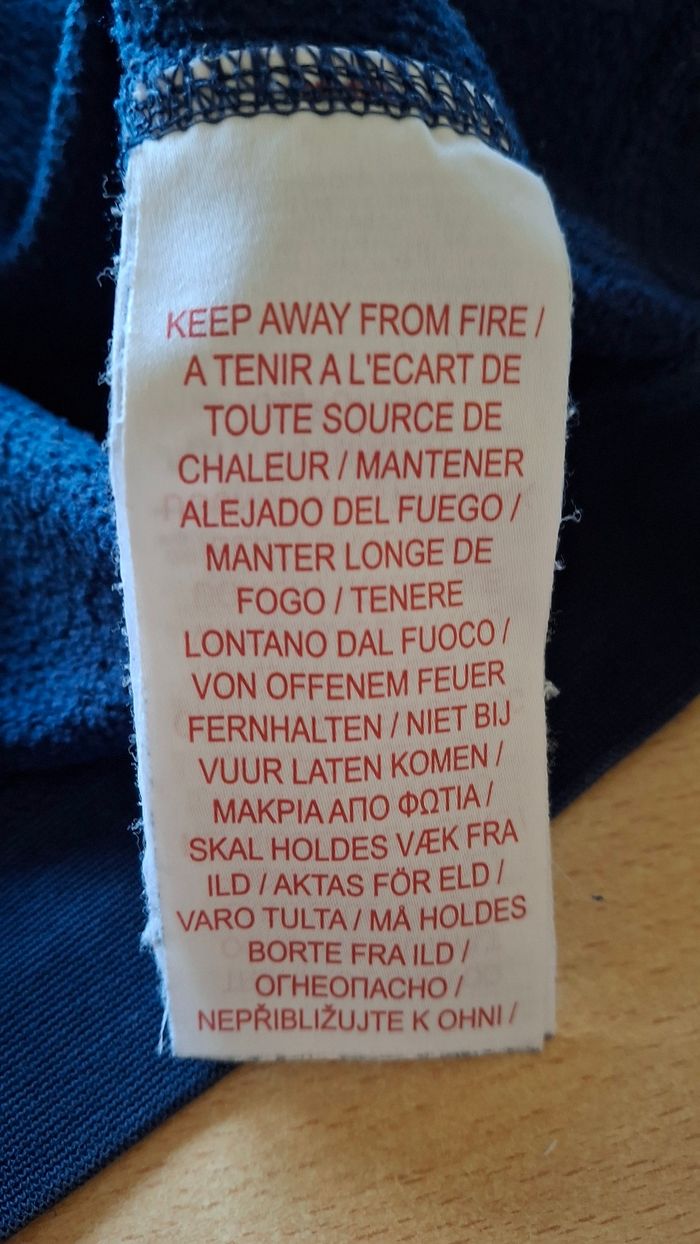 KEEP AWAY FROM FIRE /
A TENIR A L'ECART DE
TOUTE SOURCE DE
CHALEUR / MANTENER
ALEJADO DEL FUEGO /
MANTER LONGE DE
FOGO / TENERE
LONTANO DAL FUOCO /
VON OFFENEM FEUER
FERNHALTEN / NIET BIJ
VUUR LATEN KOMEN /
ΜΑΚΡΙΑ ΑΠΟ ΦΩΤΙΑ /
SKAL HOLDES VÆK FRA
ILD / AKTAS FÖR ELD /
VARO TULTA / MÅ HOLDES
BORTE FRA ILD /
ОГНЕОПАСНО /
NEPŘIBLIŽUJTE K OHNI /